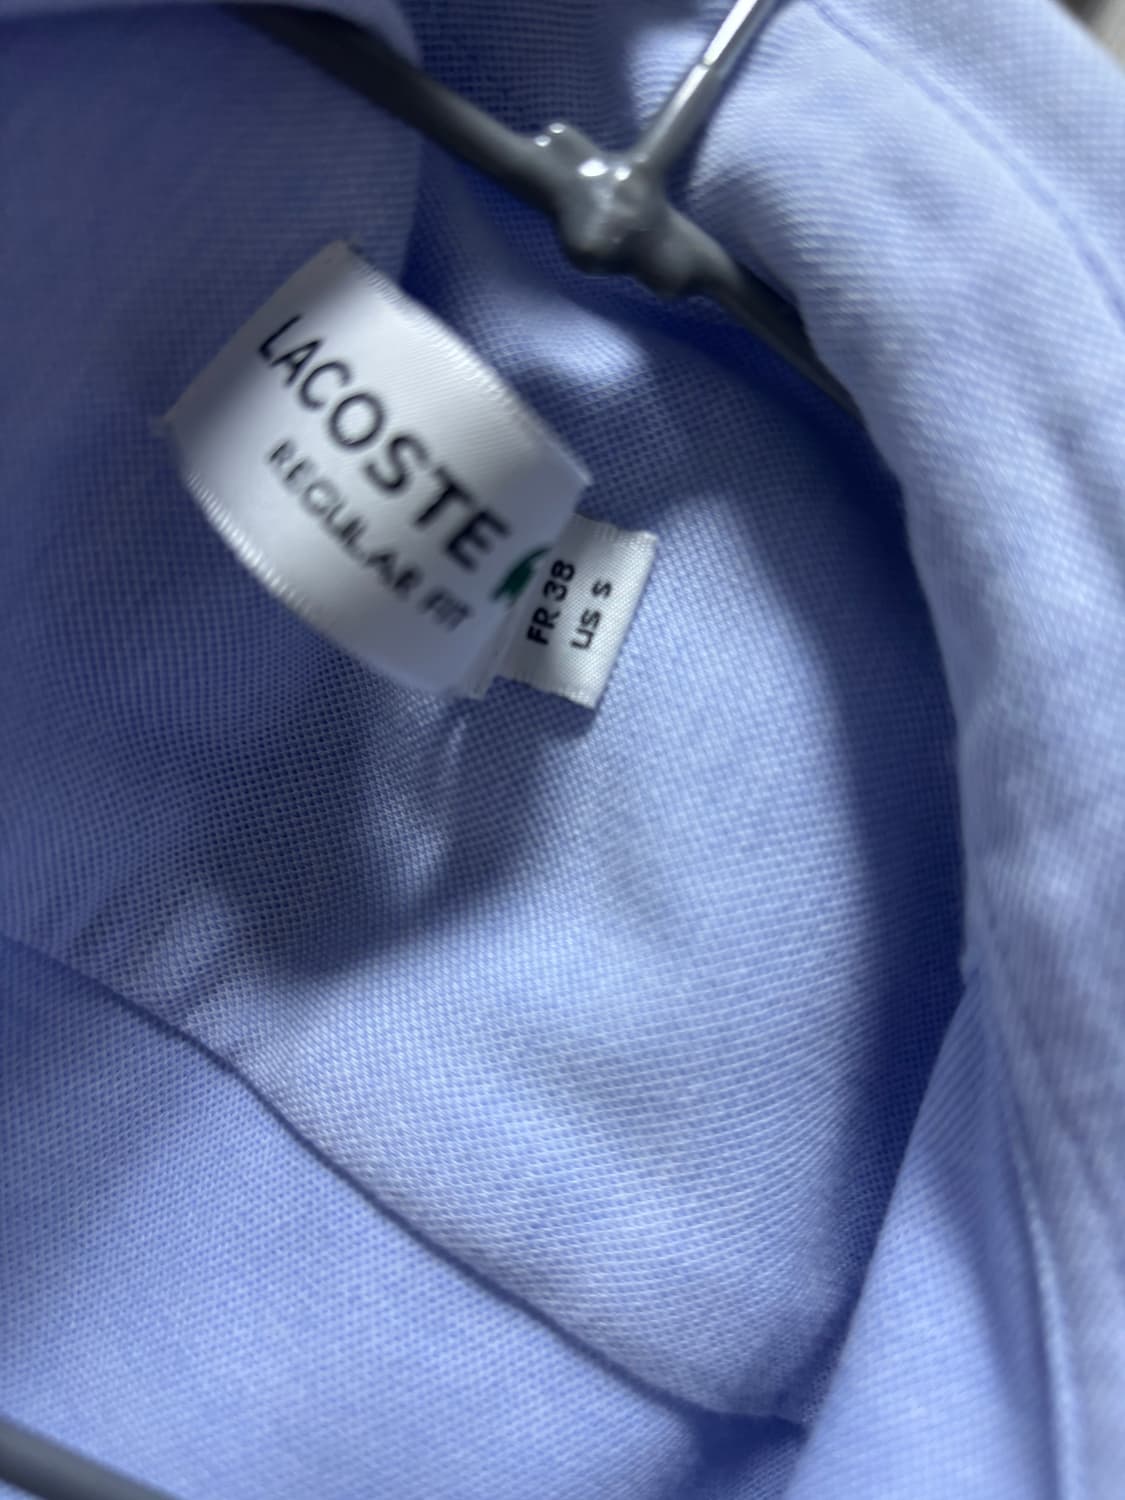 LACOSTE
REGULAR FIT
FR 38
US S